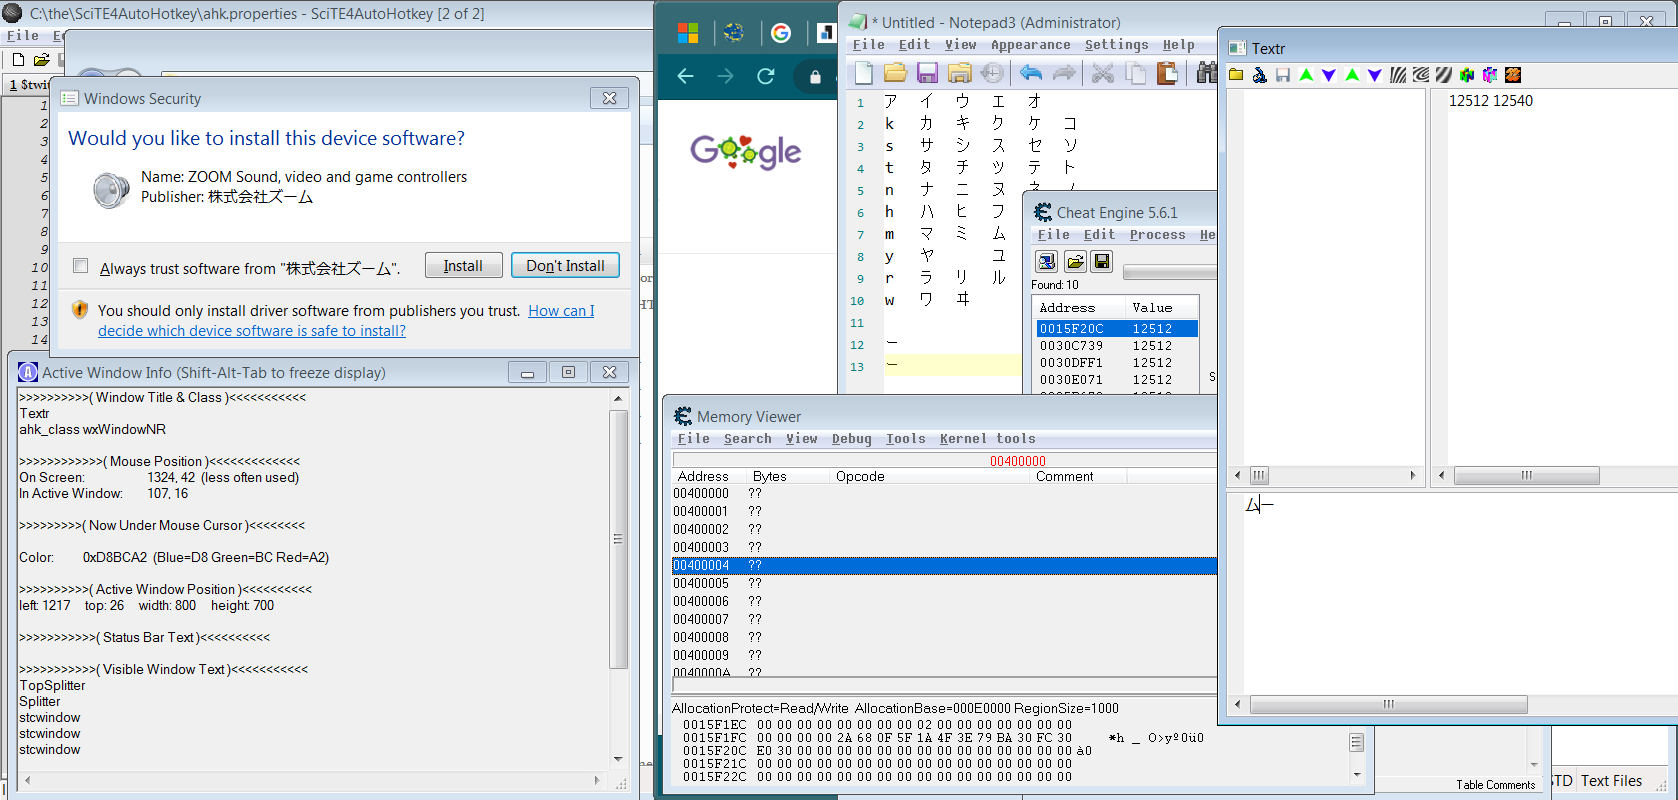 C:\the\SciTE4AutoHotkey\ahk.properties - SciTE4AutoHotkey [2 of 2]
File
1 $twi
1
2
3
4
5
6
7
8
9
10
11
12
13
14
Windows Security
Would you like to install this device software?
Name: ZOOM Sound, video and game controllers
Publisher: 株式会社ズーム
Always trust software from "株式会社ズーム".
Install
Don't Install
You should only install driver software from publishers you trust. How can I
decide which device software is safe to install?
Active Window Info (Shift-Alt-Tab to freeze display)
>>>>>>>>>>( Window Title & Class )<<<<<<<<<<<
Textr
ahk_class wxWindowNR
>>>>>>>>>>>>( Mouse Position )<<<<<<<<<<<<<
On Screen: 1324, 42 (less often used)
In Active Window: 107, 16
>>>>>>>>>( Now Under Mouse Cursor )<<<<<<<<
Color: 0xD8BCA2 (Blue=D8 Green=BC Red=A2)
>>>>>>>>>>>( Active Window Position )<<<<<<<<<<
left: 1217 top: 26 width: 800 height: 700
>>>>>>>>>>>( Status Bar Text )<<<<<<<<<<
>>>>>>>>>>>( Visible Window Text )<<<<<<<<<<<
TopSplitter
Splitter
stcwindow
stcwindow
stcwindow
Google
* Untitled - Notepad3 (Administrator)
File Edit View Appearance Settings Help
1 ア イ ウ エ オ
2 k カ キ ク ケ コ
3 s サ シ ス セ ソ
4 t タ チ ツ テ ト
5 n ナ ニ ヌ ネ ノ
6 h ハ ヒ フ
7 m マ ミ ム
8 y ヤ ユ
9 r ラ リ ル
10 w ワ ヰ
11
12 ー
13 ー
Cheat Engine 5.6.1
File Edit Process He
Found: 10
Address Value
0015F20C 12512
0030C739 12512
0030DFF1 12512
0030E071 12512
Memory Viewer
File Search View Debug Tools Kernel tools
00400000
Address Bytes Opcode Comment
00400000 ??
00400001 ??
00400002 ??
00400003 ??
00400004 ??
00400005 ??
00400006 ??
00400007 ??
00400008 ??
00400009 ??
0040000A ??
AllocationProtect=Read/Write AllocationBase=000E0000 RegionSize=1000
0015F1EC 00 00 00 00 00 00 00 00 02 00 00 00 00 00 00 00
0015F1FC 00 00 00 00 2A 68 0F 5F 1A 4F 3E 79 BA 30 FC 30 *h _ O>yº0ü0
0015F20C E0 30 00 00 00 00 00 00 00 00 00 00 00 00 00 00 à0
0015F21C 00 00 00 00 00 00 00 00 00 00 00 00 00 00 00 00
0015F22C 00 00 00 00 00 00 00 00 00 00 00 00 00 00 00 00
Table Comments
Textr
12512 12540
ムー
STD Text Files